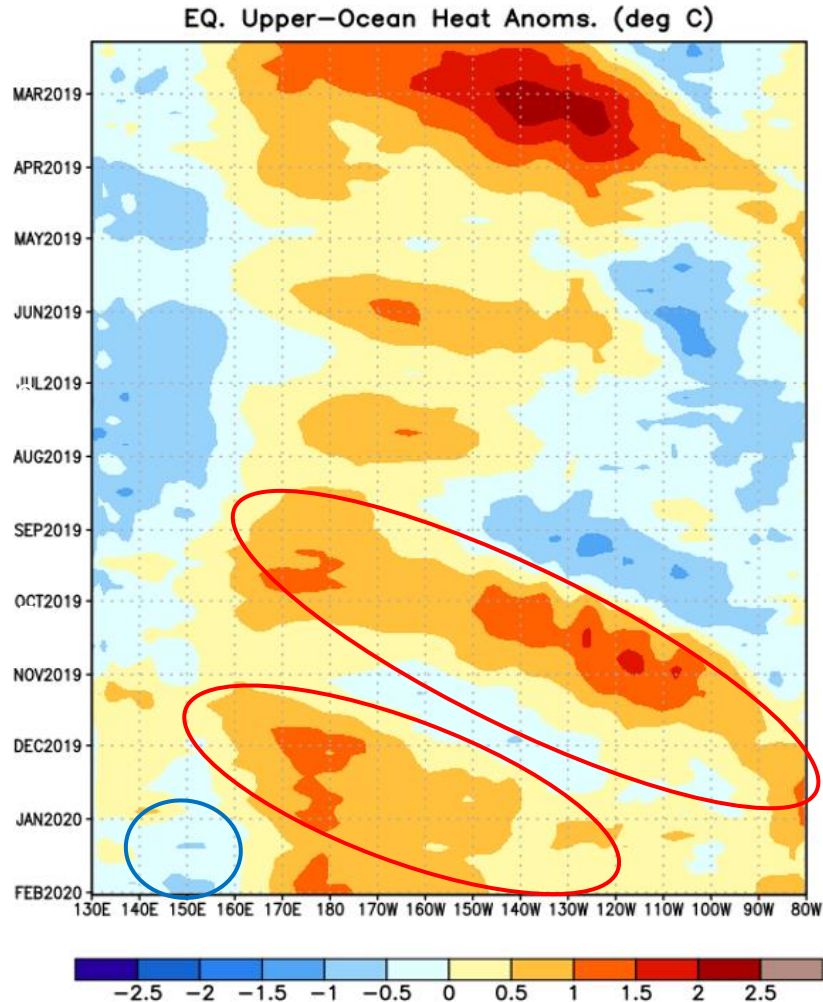 EQ. Upper-Ocean Heat Anoms. (deg C)
MAR2019
APR2019
MAY2019
JUN2019
JUL2019
AUG2019
SEP2019
OCT2019
NOV2019
DEC2019
JAN2020
FEB2020
130E 140E 150E 160E 170E 180 170W 160W 150W 140W 130W 120W 110W 100W 90W 80W
-2.5 -2 -1.5 -1 -0.5 0 0.5 1 1.5 2 2.5